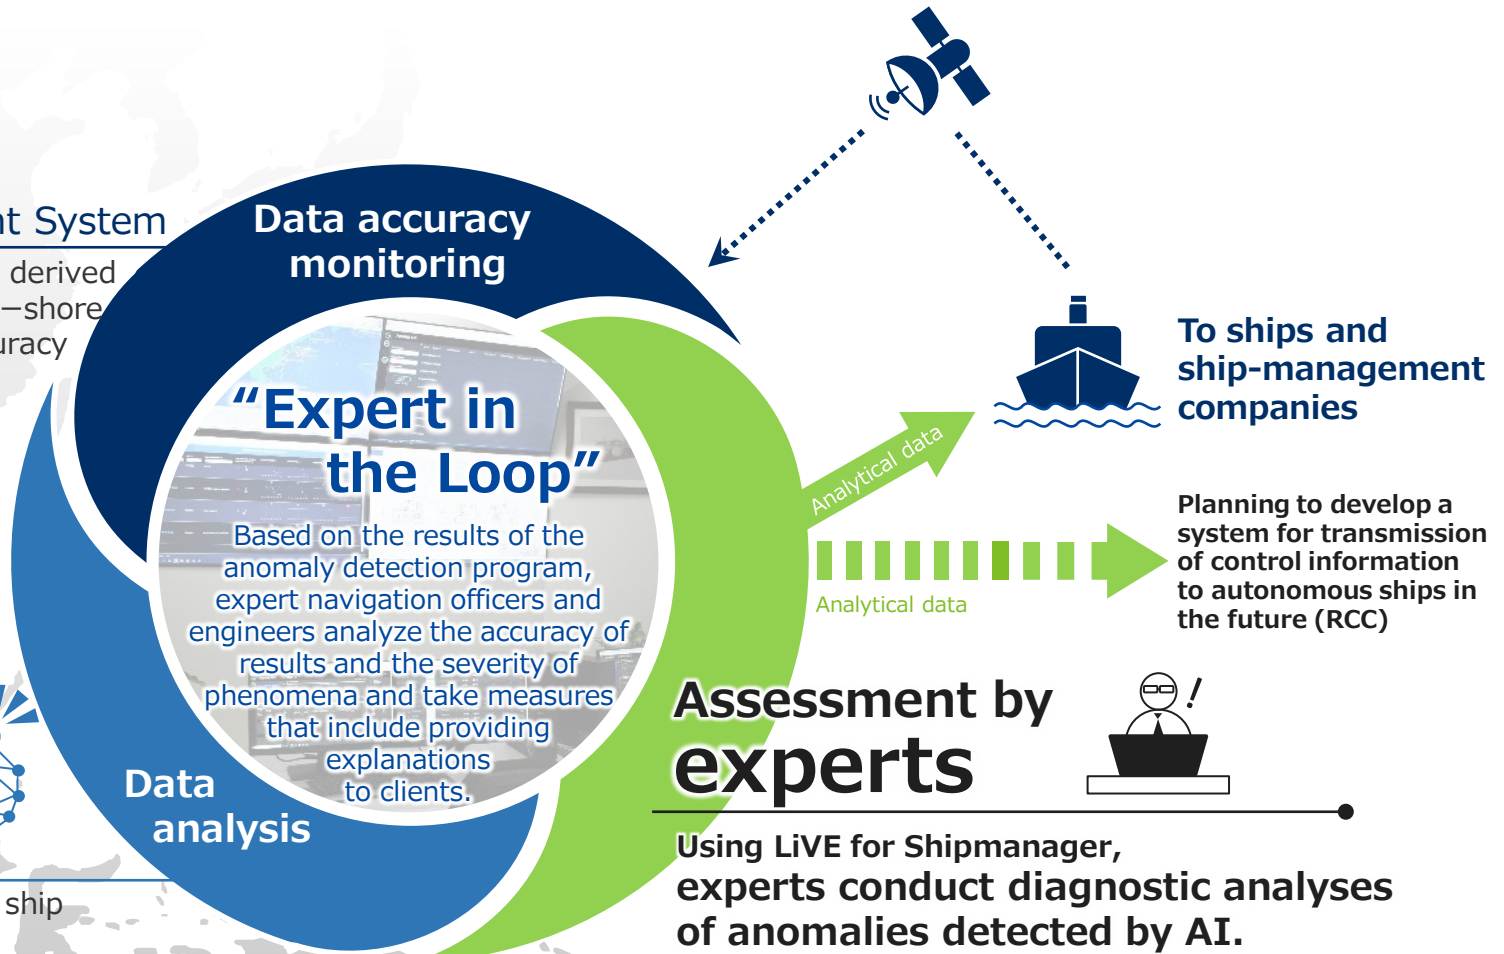 nt System
derived
—shore
uracy
Data accuracy
monitoring
“Expert in
the Loop”
Based on the results of the
anomaly detection program,
expert navigation officers and
engineers analyze the accuracy of
results and the severity of
phenomena and take measures
that include providing
explanations
to clients.
Data
analysis
ship
To ships and
ship-management
companies
Analytical data
Analytical data
Planning to develop a
system for transmission
of control information
to autonomous ships in
the future (RCC)
Assessment by
experts
Using LiVE for Shipmanager,
experts conduct diagnostic analyses
of anomalies detected by AI.